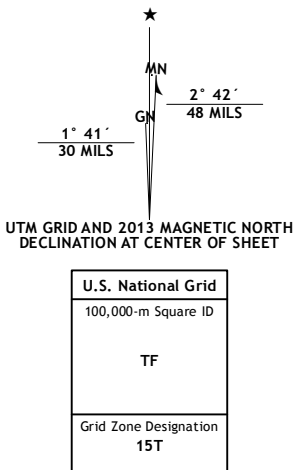 ★
MN
2° 42´
48 MILS
GN
1° 41´
30 MILS
UTM GRID AND 2013 MAGNETIC NORTH
DECLINATION AT CENTER OF SHEET
U.S. National Grid
100,000-m Square ID
TF
Grid Zone Designation
15T